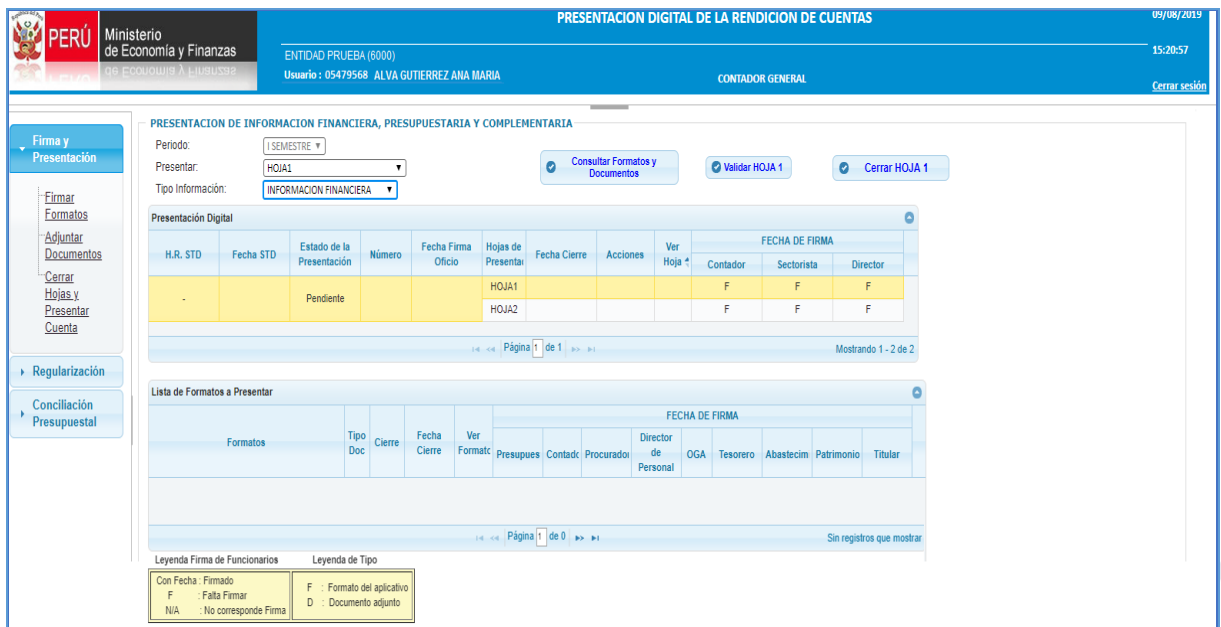 República del Perú
PERÚ
Ministerio
de Economía y Finanzas
PRESENTACION DIGITAL DE LA RENDICION DE CUENTAS
09/08/2019
ENTIDAD PRUEBA (6000)
15:20:57
Usuario : 05479568 ALVA GUTIERREZ ANA MARIA
CONTADOR GENERAL
Cerrar sesión
Firma y
Presentación
Firmar
Formatos
Adjuntar
Documentos
Cerrar
Hojas y
Presentar
Cuenta
Regularización
Conciliación
Presupuestal
PRESENTACION DE INFORMACION FINANCIERA, PRESUPUESTARIA Y COMPLEMENTARIA
Periodo: I SEMESTRE
Presentar: HOJA1
Tipo Información: INFORMACION FINANCIERA
Consultar Formatos y
Documentos
Validar HOJA 1
Cerrar HOJA 1
Presentación Digital
H.R. STD Fecha STD Estado de la Presentación Número Fecha Firma Oficio Hojas de Presentar Fecha Cierre Acciones Ver Hoja FECHA DE FIRMA
Contador Sectorista Director
- Pendiente HOJA1 F F F
HOJA2 F F F
Página 1 de 1
Mostrando 1 - 2 de 2
Lista de Formatos a Presentar
FECHA DE FIRMA
Formatos Tipo Doc Cierre Fecha Cierre Ver Formato Presupues Contadc Procurador Director de Personal OGA Tesorero Abastecim Patrimonio Titular
Página 1 de 0
Sin registros que mostrar
Leyenda Firma de Funcionarios
Con Fecha : Firmado
F : Falta Firmar
N/A : No corresponde Firma
Leyenda de Tipo
F : Formato del aplicativo
D : Documento adjunto